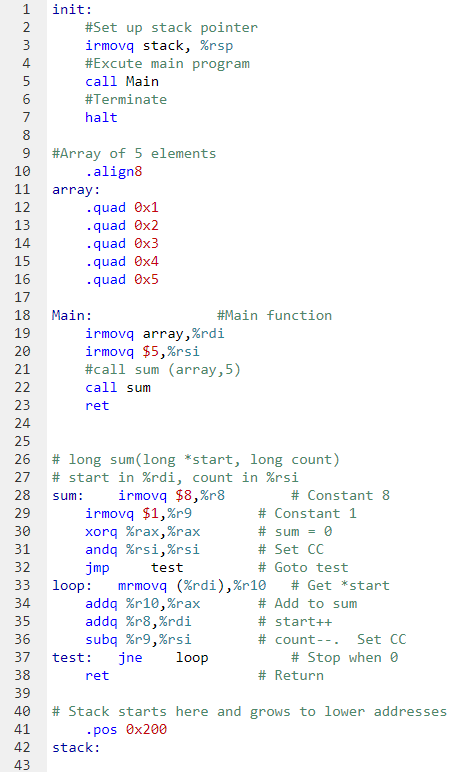 1 init:
2 #Set up stack pointer
3 irmovq stack, %rsp
4 #Excute main program
5 call Main
6 #Terminate
7 halt
8
9 #Array of 5 elements
10 .align8
11 array:
12 .quad 0x1
13 .quad 0x2
14 .quad 0x3
15 .quad 0x4
16 .quad 0x5
17
18 Main: #Main function
19 irmovq array,%rdi
20 irmovq $5,%rsi
21 #call sum (array,5)
22 call sum
23 ret
24
25
26 # long sum(long *start, long count)
27 # start in %rdi, count in %rsi
28 sum: irmovq $8,%r8 # Constant 8
29 irmovq $1,%r9 # Constant 1
30 xorq %rax,%rax # sum = 0
31 andq %rsi,%rsi # Set CC
32 jmp test # Goto test
33 loop: mrmovq (%rdi),%r10 # Get *start
34 addq %r10,%rax # Add to sum
35 addq %r8,%rdi # start++
36 subq %r9,%rsi # count--. Set CC
37 test: jne loop # Stop when 0
38 ret # Return
39
40 # Stack starts here and grows to lower addresses
41 .pos 0x200
42 stack:
43